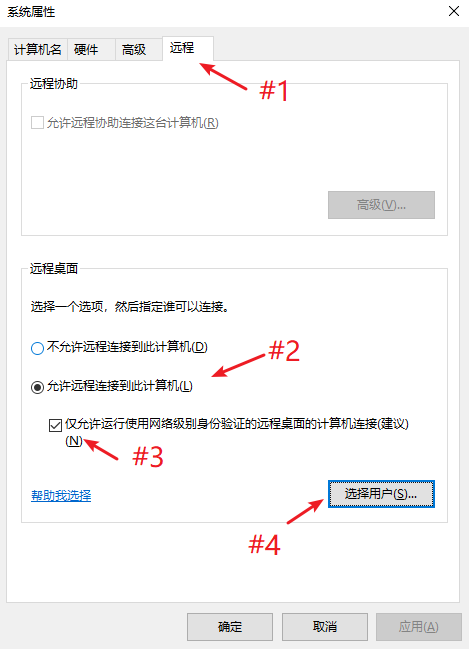 系统属性
计算机名 硬件 高级 远程
#1
远程协助
允许远程协助连接这台计算机(R)
高级(V)...
远程桌面
选择一个选项，然后指定谁可以连接。
不允许远程连接到此计算机(D)
#2
允许远程连接到此计算机(L)
仅允许运行使用网络级别身份验证的远程桌面的计算机连接(建议)
(N)
#3
帮助我选择
选择用户(S)...
#4
确定 取消 应用(A)